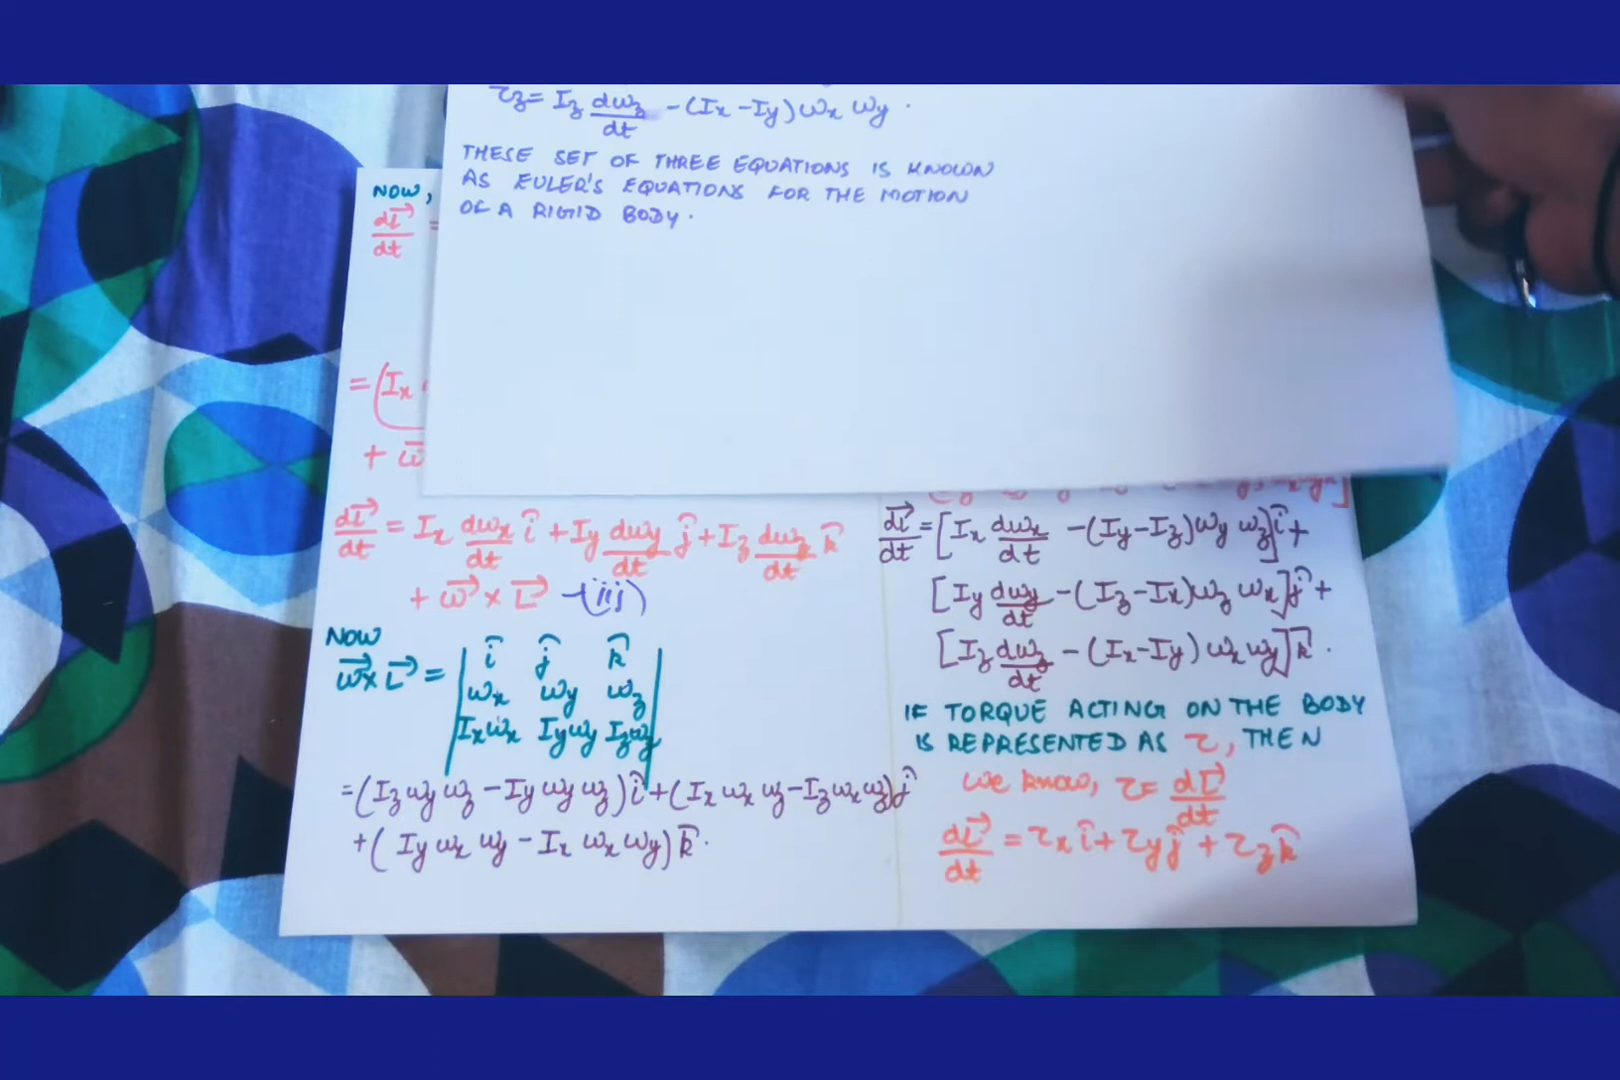 τz = Iz dωz/dt - (Ix - Iy) ωx ωy .
THESE SET OF THREE EQUATIONS IS KNOWN
AS EULER'S EQUATIONS FOR THE MOTION
OF A RIGID BODY.
NOW,
dL⃗/dt =
= (Ix
+ ω⃗
dL⃗/dt = Ix dωx/dt î + Iy dωy/dt ĵ + Iz dωz/dt k̂
+ ω⃗ × L⃗ -(iii)
NOW
ω⃗ × L⃗ = | î ĵ k̂ |
| ωx ωy ωz |
| Ixωx Iyωy Izωz |
= (Iz ωy ωz - Iy ωy ωz) î + (Ix ωx ωz - Iz ωx ωz) ĵ
+ ( Iy ωx ωy - Ix ωx ωy) k̂ .
dL⃗/dt = [Ix dωx/dt - (Iy - Iz) ωy ωz] î +
[Iy dωy/dt - (Iz - Ix) ωz ωx] ĵ +
[Iz dωz/dt - (Ix - Iy) ωx ωy] k̂ .
IF TORQUE ACTING ON THE BODY
IS REPRESENTED AS τ, THEN
we know, τ = dL⃗/dt
dL⃗/dt = τx î + τy ĵ + τz k̂